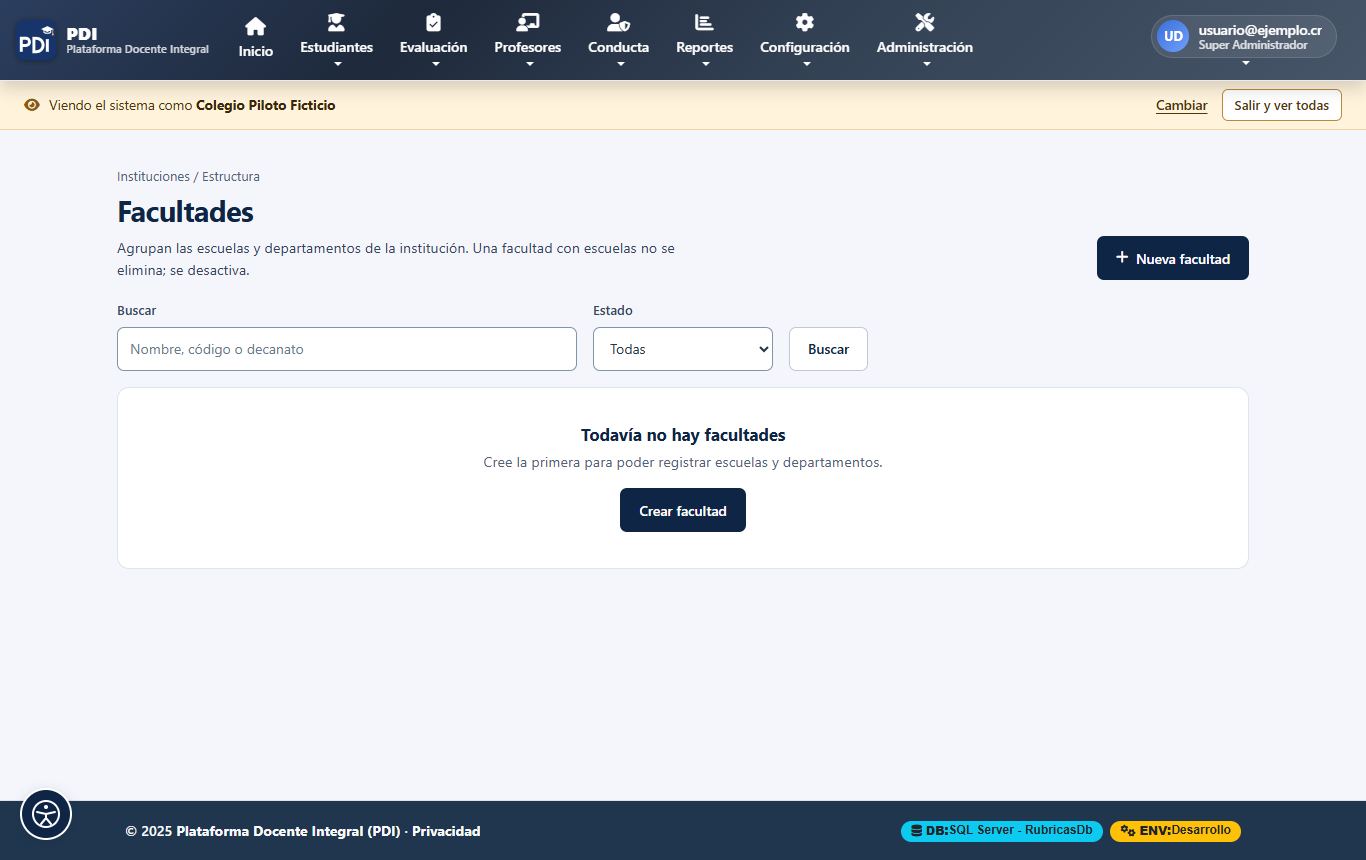 PDI
PDI
Plataforma Docente Integral
Inicio
Estudiantes
Evaluación
Profesores
Conducta
Reportes
Configuración
Administración
UD
usuario@ejemplo.cr
Super Administrador
Viendo el sistema como Colegio Piloto Ficticio
Cambiar
Salir y ver todas
Instituciones / Estructura
Facultades
Agrupan las escuelas y departamentos de la institución. Una facultad con escuelas no se
elimina; se desactiva.
+ Nueva facultad
Buscar
Estado
Nombre, código o decanato
Todas
Buscar
Todavía no hay facultades
Cree la primera para poder registrar escuelas y departamentos.
Crear facultad
© 2025 Plataforma Docente Integral (PDI) · Privacidad
DB:SQL Server - RubricasDb
ENV:Desarrollo